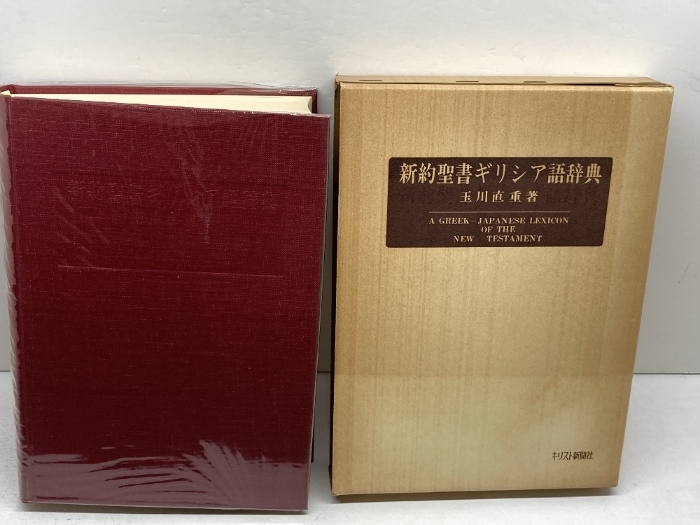 新約聖書ギリシア語辞典
玉川直重著
A GREEK-JAPANESE LEXICON
OF THE
NEW TESTAMENT
キリスト新聞社